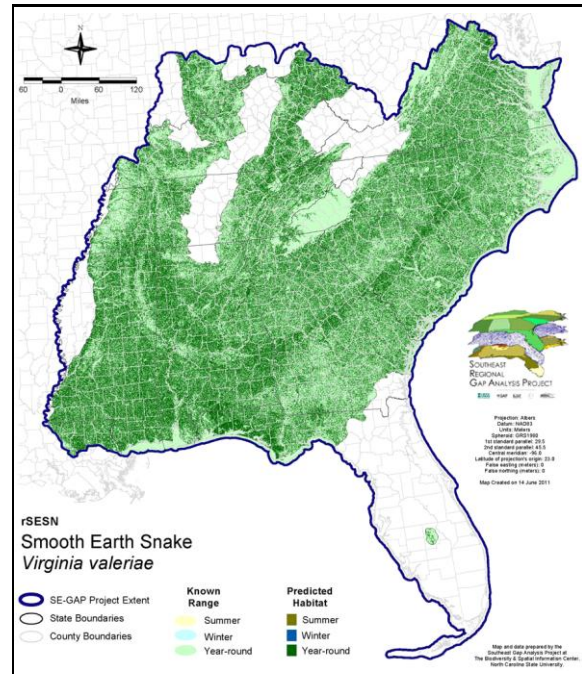 N
60 0 60 120
Miles
SOUTHEAST
REGIONAL
GAP ANALYSIS PROJECT
Projection: Albers
Datum: NAD83
Units: Meters
Spheroid: GRS1980
1st standard parallel: 29.5
2nd standard parallel: 45.5
Central meridian: -96.0
Latitude of projection's origin: 23.0
False easting (meters): 0
False northing (meters): 0
Map Created on 14 June 2011
rSESN
Smooth Earth Snake
Virginia valeriae
SE-GAP Project Extent
State Boundaries
County Boundaries
Known
Range
Summer
Winter
Year-round
Predicted
Habitat
Summer
Winter
Year-round
Map and data prepared by the
Southeast Gap Analysis Project at
The Biodiversity & Spatial Information Center,
North Carolina State University.